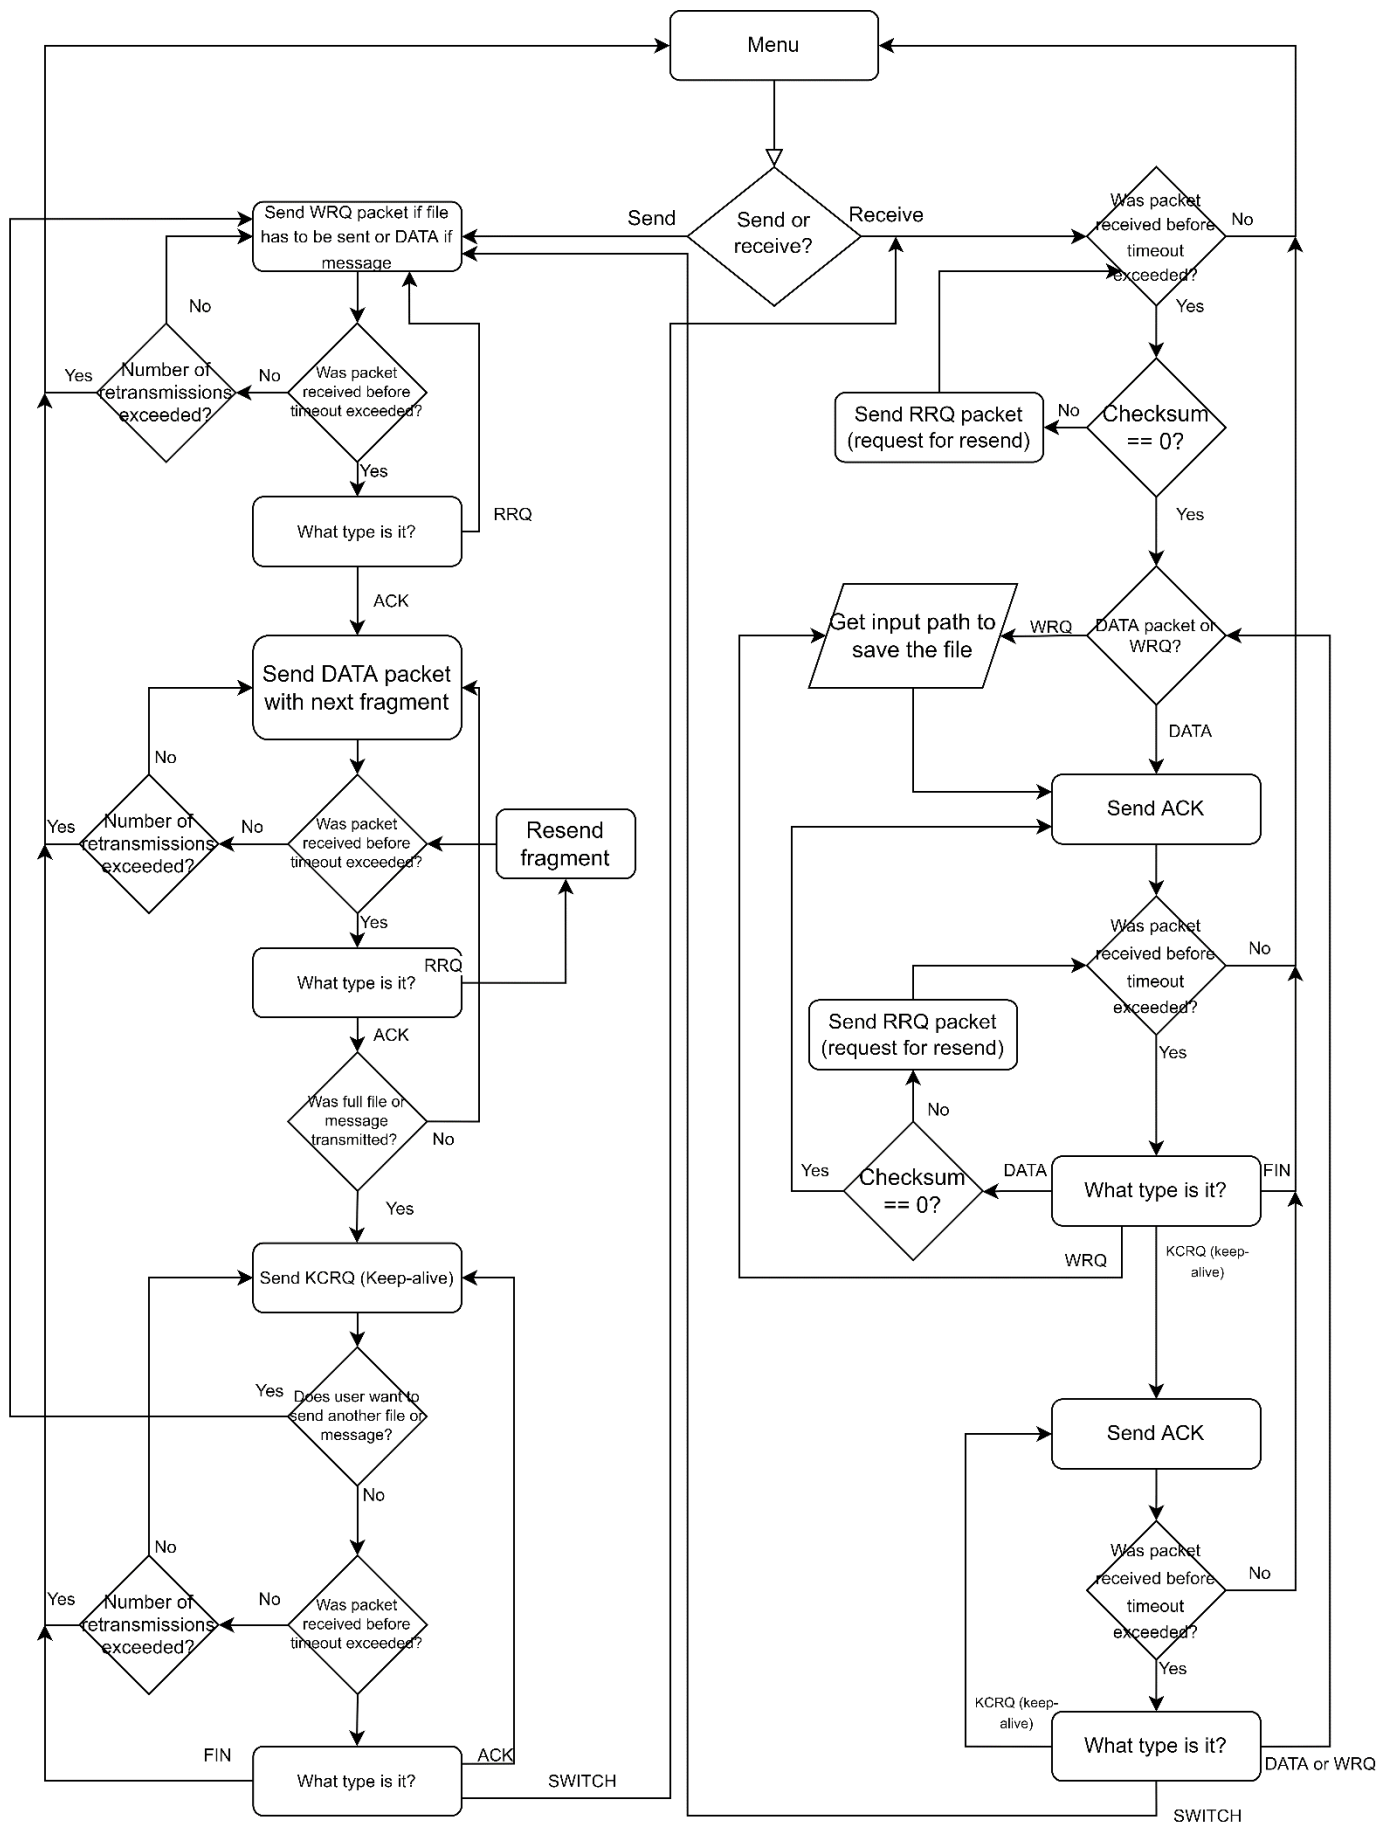 Menu
Send or
receive?
Send
Receive
Send WRQ packet if file
has to be sent or DATA if
message
No
Number of
retransmissions
exceeded?
Yes
No
Was packet
received before
timeout exceeded?
Yes
What type is it?
RRQ
ACK
Send DATA packet
with next fragment
No
Number of
retransmissions
exceeded?
Yes
No
Was packet
received before
timeout exceeded?
Resend
fragment
Yes
What type is it?
RRQ
ACK
Was full file or
message
transmitted?
No
Yes
Send KCRQ (Keep-alive)
Does user want to
send another file or
message?
Yes
No
No
Number of
retransmissions
exceeded?
Yes
No
Was packet
received before
timeout exceeded?
What type is it?
FIN
ACK
SWITCH
Was packet
received before
timeout
exceeded?
No
Yes
Checksum
== 0?
No
Send RRQ packet
(request for resend)
Yes
DATA packet or
WRQ?
WRQ
Get input path to
save the file
DATA
Send ACK
Was packet
received before
timeout
exceeded?
No
Yes
Send RRQ packet
(request for resend)
No
Checksum
== 0?
Yes
DATA
What type is it?
FIN
WRQ
KCRQ (keep-
alive)
Send ACK
Was packet
received before
timeout
exceeded?
No
Yes
KCRQ (keep-
alive)
What type is it?
DATA or WRQ
SWITCH